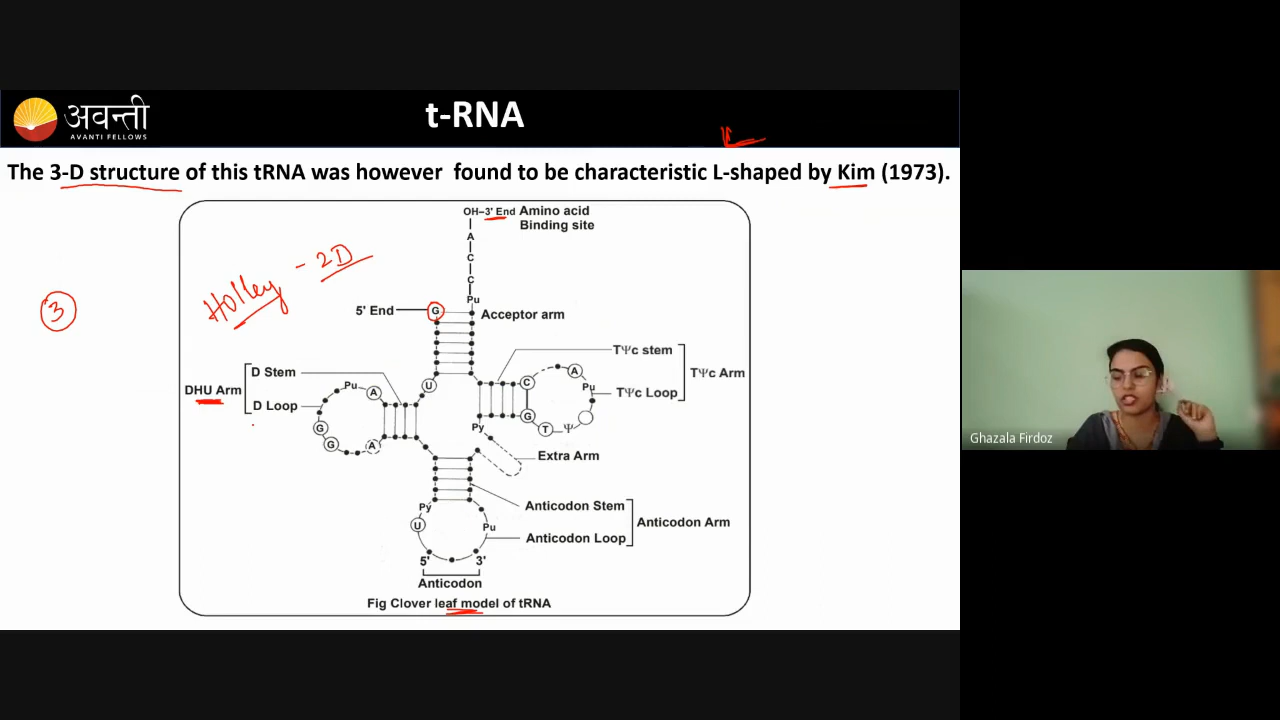 अवन्ती
AVANTI FELLOWS
t-RNA
The 3-D structure of this tRNA was however found to be characteristic L-shaped by Kim (1973).
OH–3' End Amino acid
Binding site
A
C
C
Pu
Holley - 2D
3
5' End
G
Acceptor arm
TΨc stem
D Stem
U
C
A
TΨc Arm
DHU Arm
Pu
A
Pu
TΨc Loop
D Loop
G
G
Py
T
Ψ
G
A
Extra Arm
Ghazala Firdoz
Py
Anticodon Stem
U
Pu
Anticodon Arm
Anticodon Loop
5'
3'
Anticodon
Fig Clover leaf model of tRNA